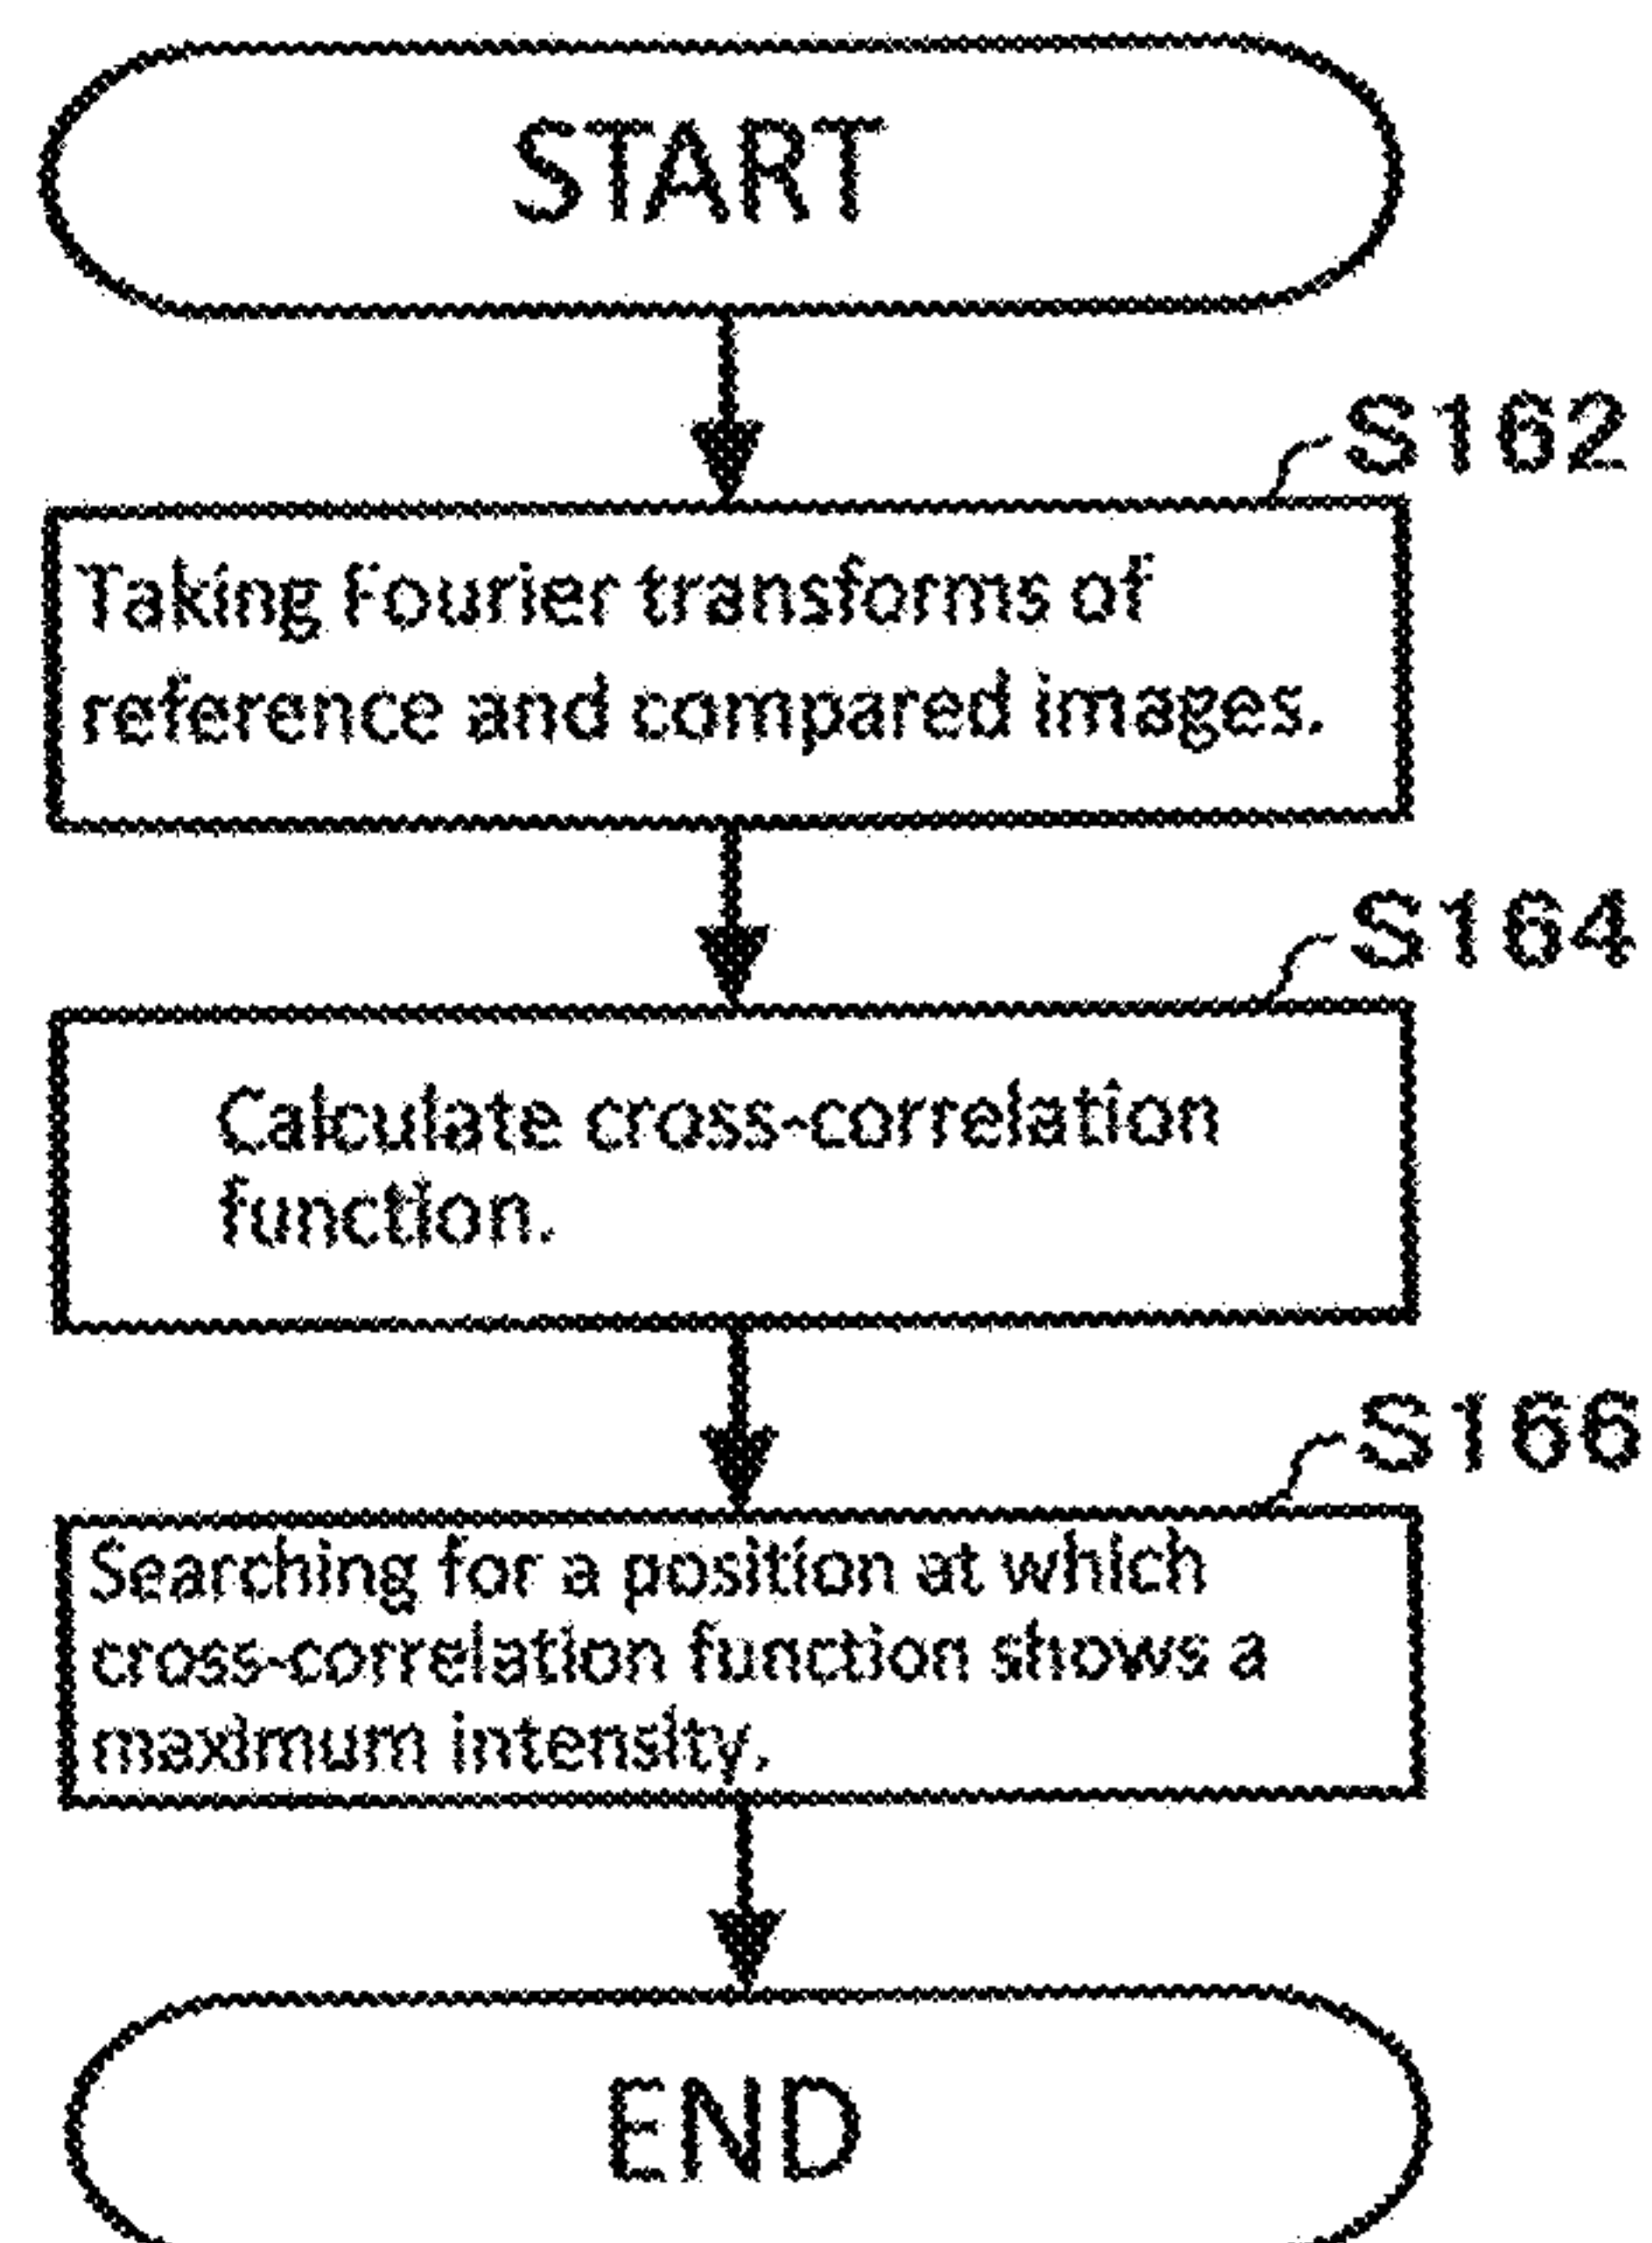 START
S162
Taking Fourier transforms of
reference and compared images.
S164
Calculate cross-correlation
function.
S166
Searching for a position at which
cross-correlation function shows a
maximum intensity.
END